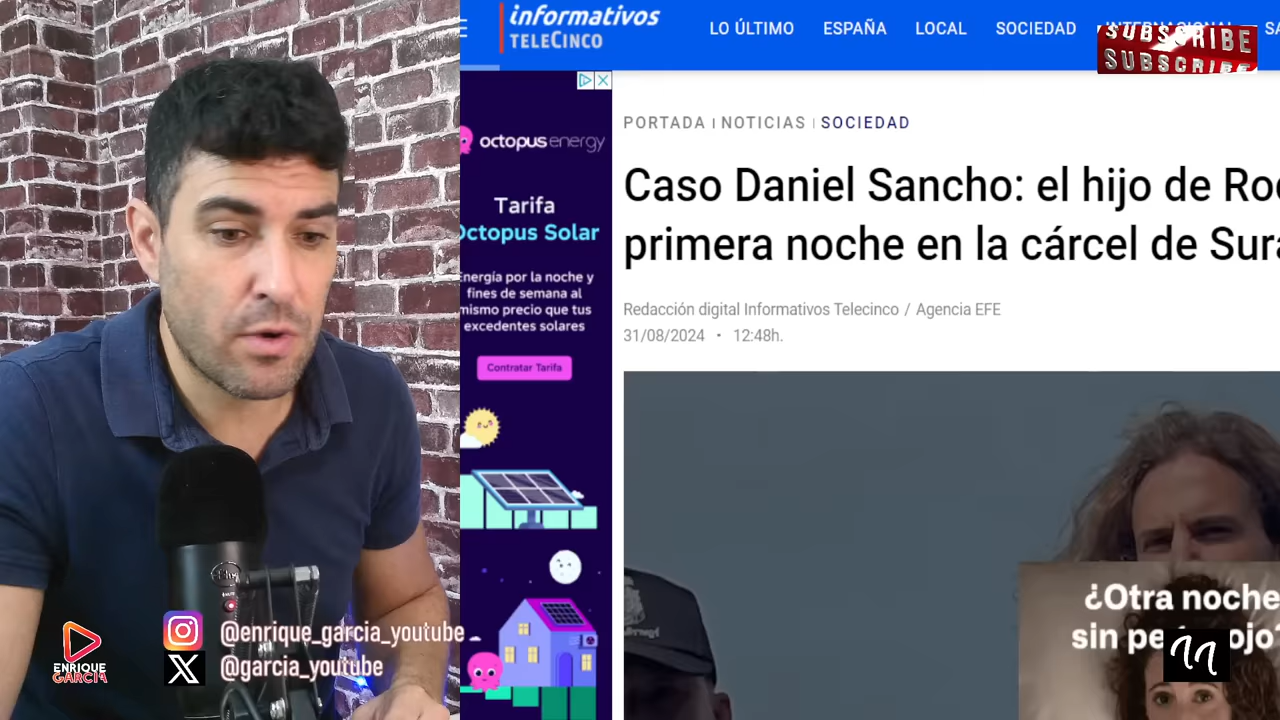 informativos
TELECINCO
LO ÚLTIMO
ESPAÑA
LOCAL
SOCIEDAD
INTERNACIONAL
SUBSCRIBE
SUBSCRIBE
PORTADA | NOTICIAS | SOCIEDAD
Caso Daniel Sancho: el hijo de
primera noche en la cárcel de
Redacción digital Informativos Telecinco / Agencia EFE
31/08/2024 • 12:48h.
octopus energy
Tarifa
Octopus Solar
Energía por la noche y
fines de semana al
mismo precio que tus
excedentes solares
Contratar Tarifa
¿Otra noche
sin
@enrique_garcia_youtube
@garcia_youtube
ENRIQUE
GARCIA